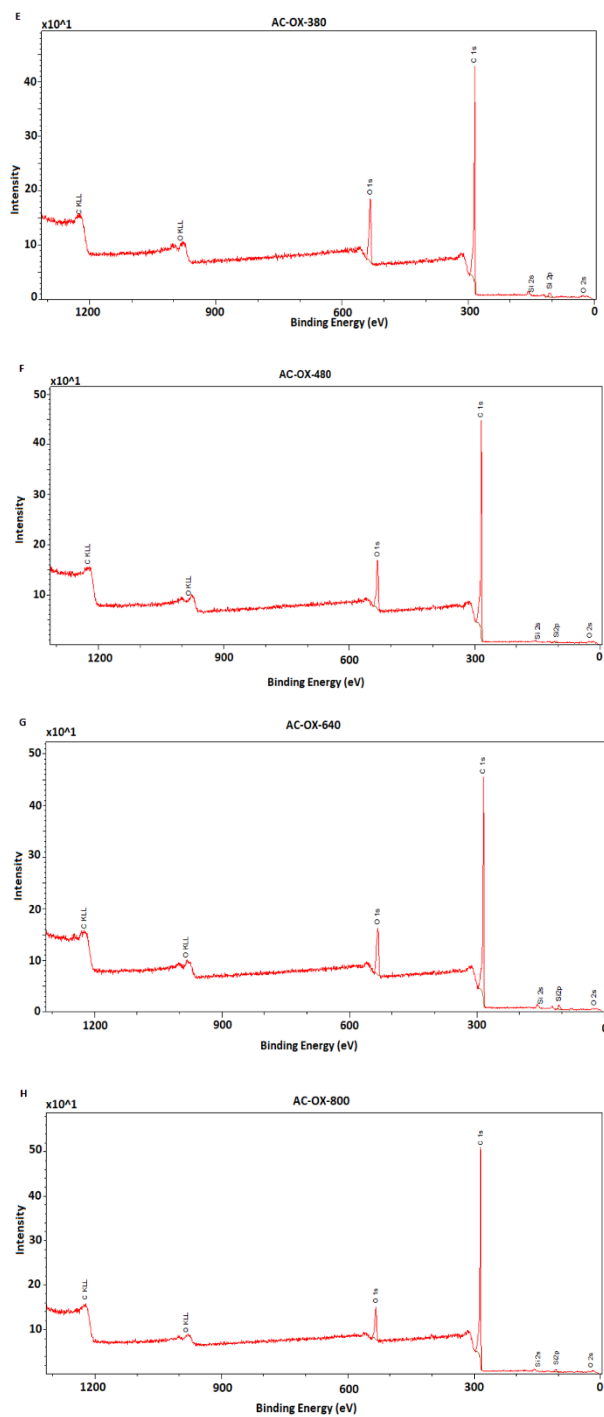 E
AC-OX-380
x10^1
40
30
20
10
Intensity
C KLL
O KLL
O 1s
C 1s
Si 2s
Si 2p
O 2s
1200 900 600 300 0
Binding Energy (eV)
F
AC-OX-480
x10^1
50
40
30
20
10
Intensity
C KLL
O KLL
O 1s
C 1s
Si 2s
Si2p
O 2s
1200 900 600 300 0
Binding Energy (eV)
G
AC-OX-640
x10^1
50
40
30
20
10
Intensity
C KLL
O KLL
O 1s
C 1s
Si 2s
Si2p
O 2s
1200 900 600 300 0
Binding Energy (eV)
H
AC-OX-800
x10^1
50
40
30
20
10
Intensity
C KLL
O KLL
O 1s
C 1s
Si 2s
Si2p
O 2s
1200 900 600 300 0
Binding Energy (eV)